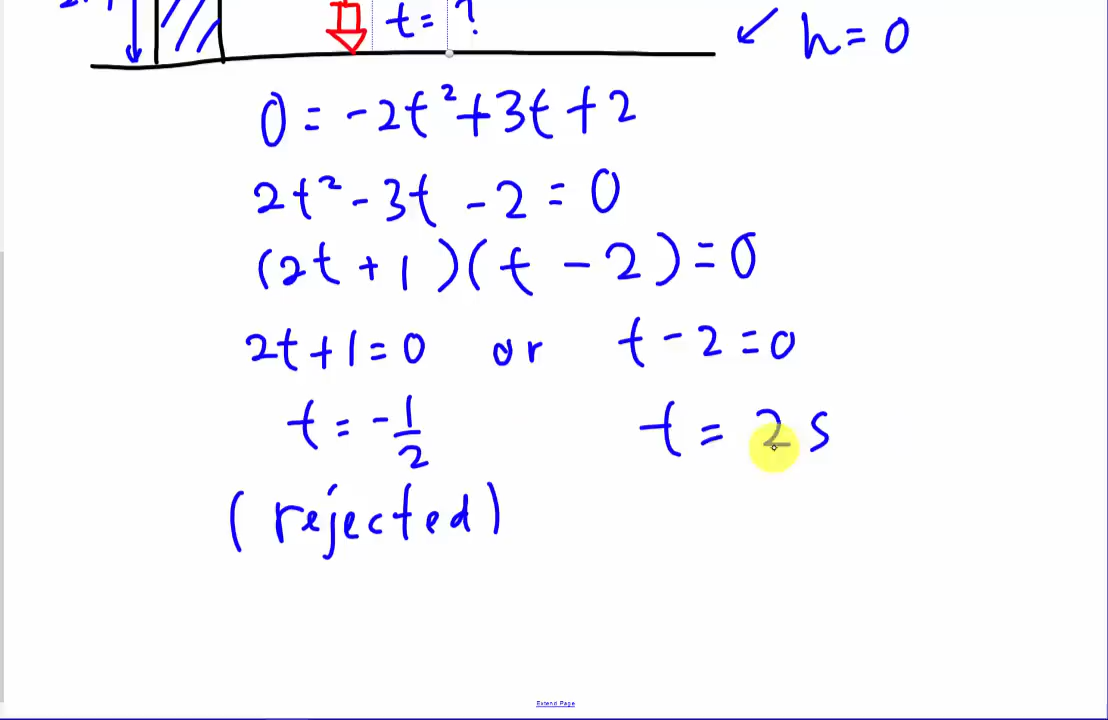 t = ?
h = 0
0 = -2t² + 3t + 2
2t² - 3t - 2 = 0
(2t + 1)(t - 2) = 0
2t + 1 = 0 or t - 2 = 0
t = -1/2 t = 2 s
(rejected)
Extend Page